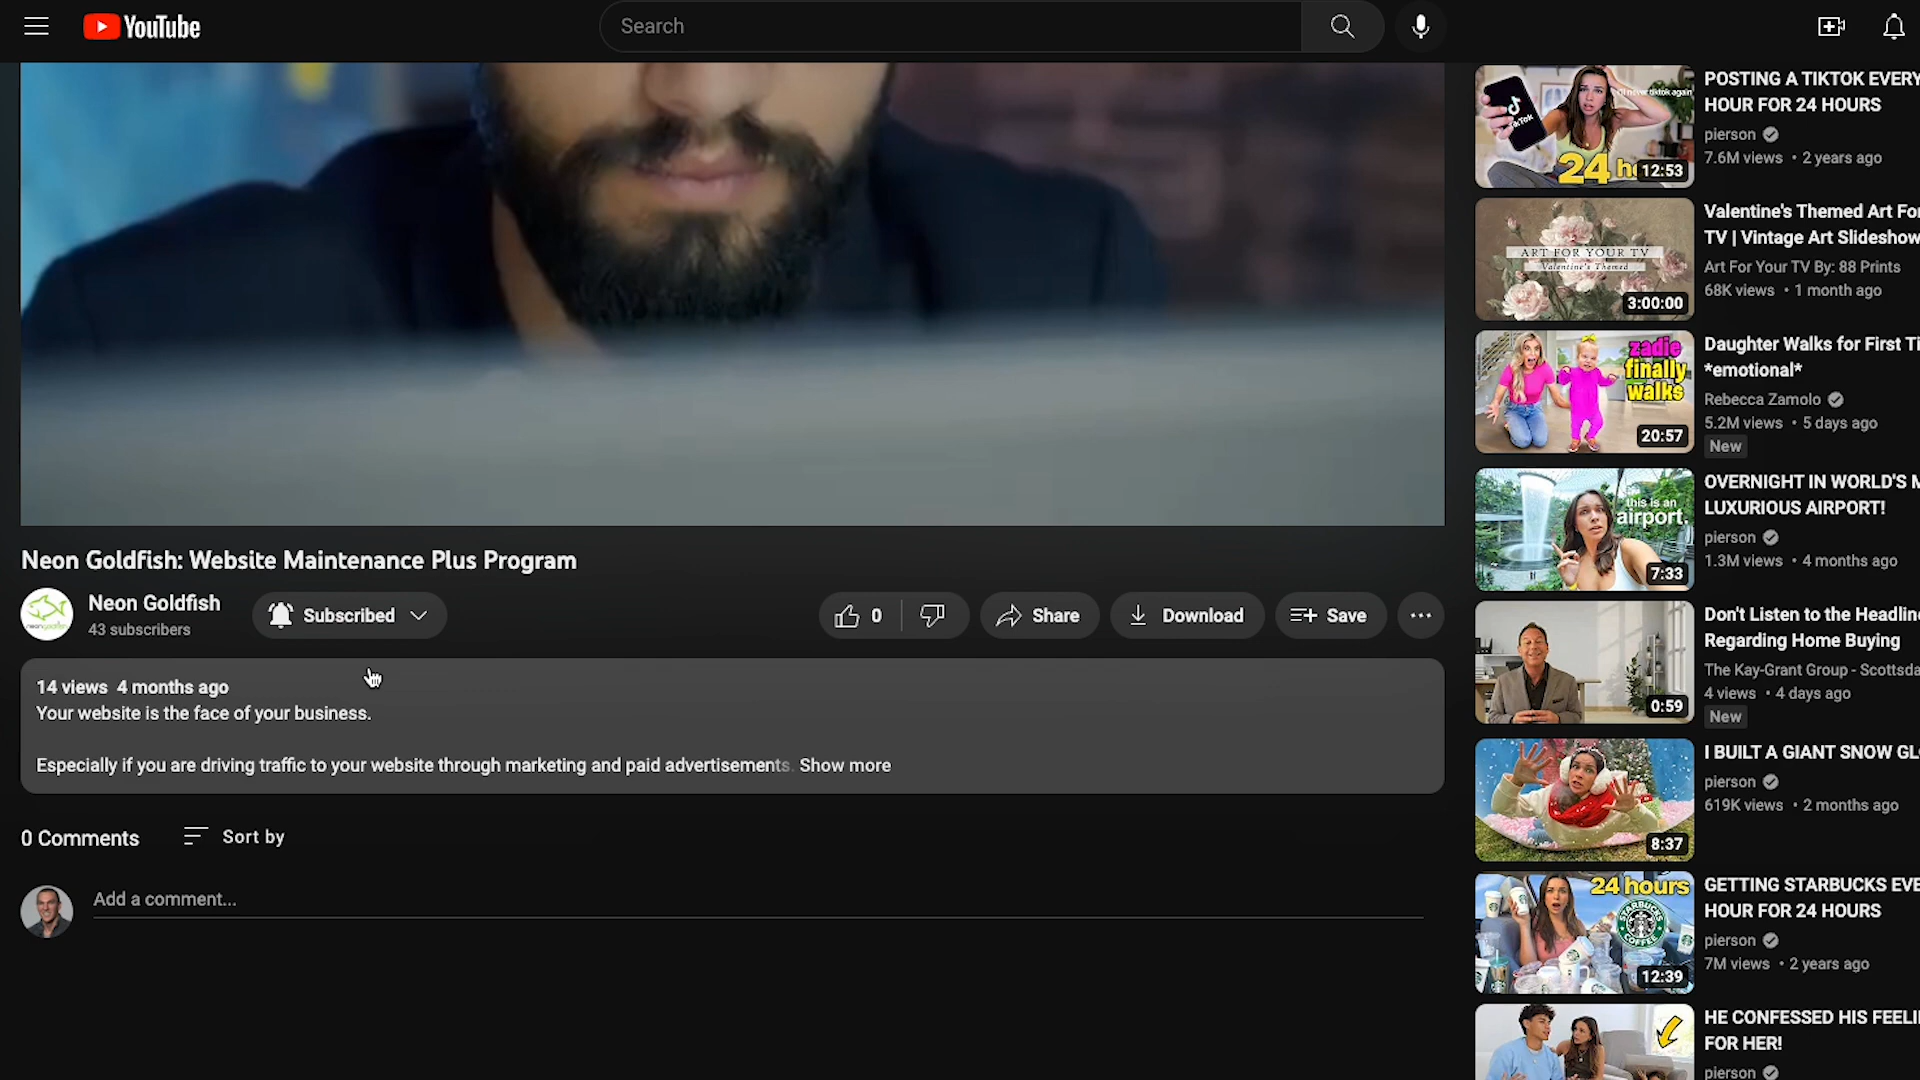 YouTube
Search
Neon Goldfish: Website Maintenance Plus Program
Neon Goldfish
43 subscribers
Subscribed
0
Share
Download
Save
14 views 4 months ago
Your website is the face of your business.
Especially if you are driving traffic to your website through marketing and paid advertisements. Show more
0 Comments
Sort by
Add a comment...
TikTok
24 h
12:53
POSTING A TIKTOK EVERY
HOUR FOR 24 HOURS
pierson
7.6M views • 2 years ago
ART FOR YOUR TV
Valentine's Themed
3:00:00
Valentine's Themed Art For
TV | Vintage Art Slideshow
Art For Your TV By: 88 Prints
68K views • 1 month ago
zadie
finally
walks
20:57
Daughter Walks for First Ti
*emotional*
Rebecca Zamolo
5.2M views • 5 days ago
New
this is an
airport.
7:33
OVERNIGHT IN WORLD'S M
LUXURIOUS AIRPORT!
pierson
1.3M views • 4 months ago
0:59
Don't Listen to the Headlin
Regarding Home Buying
The Kay-Grant Group - Scottsda
4 views • 4 days ago
New
8:37
I BUILT A GIANT SNOW GL
pierson
619K views • 2 months ago
24 hours
STARBUCKS
COFFEE
12:39
GETTING STARBUCKS EVE
HOUR FOR 24 HOURS
pierson
7M views • 2 years ago
HE CONFESSED HIS FEELI
FOR HER!
pierson